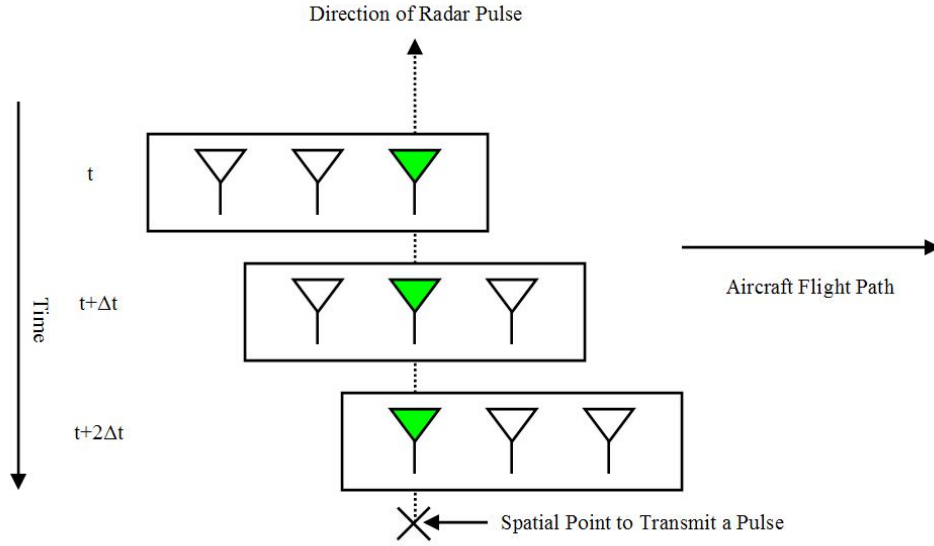 Direction of Radar Pulse
t
Aircraft Flight Path
t+Δt
Time
t+2Δt
Spatial Point to Transmit a Pulse